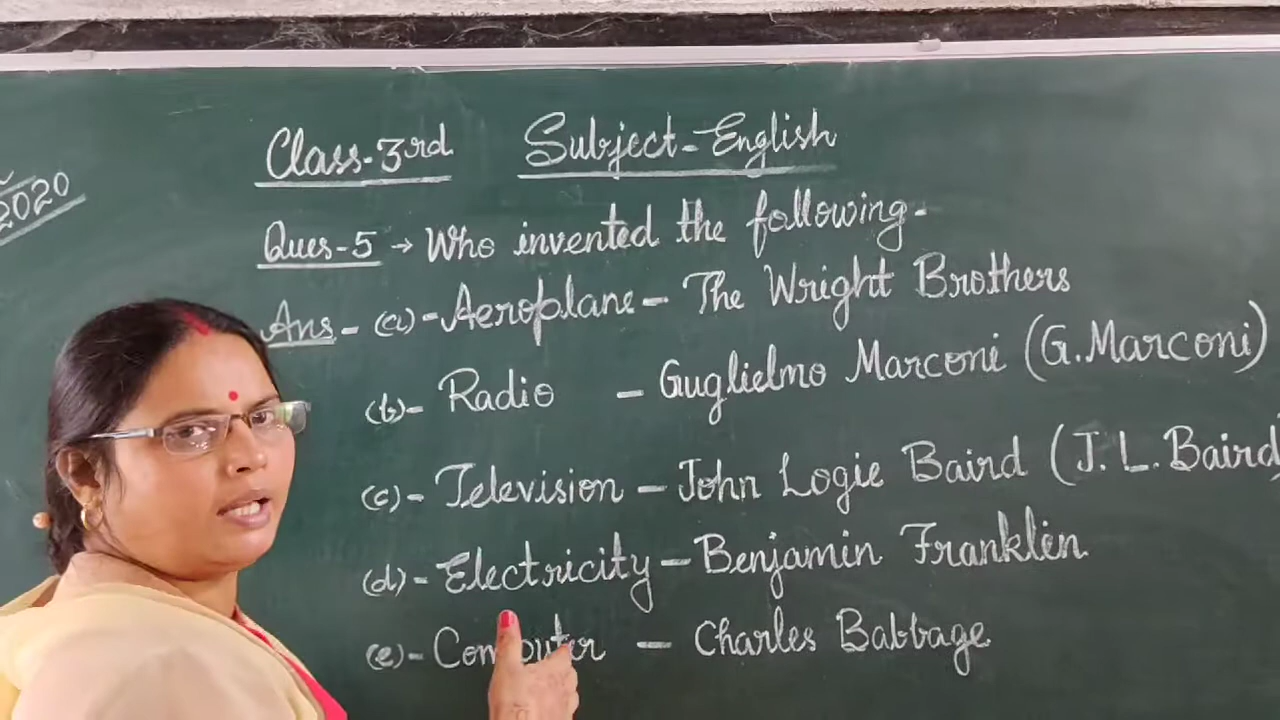 2020
Class-3rd Subject-English
Ques-5 → Who invented the following-
Ans- (a)-Aeroplane- The Wright Brothers
(b)- Radio - Guglielmo Marconi (G.Marconi)
(c)- Television - John Logie Baird (J. L. Baird)
(d)- Electricity - Benjamin Franklin
(e)- Computer - Charles Babbage